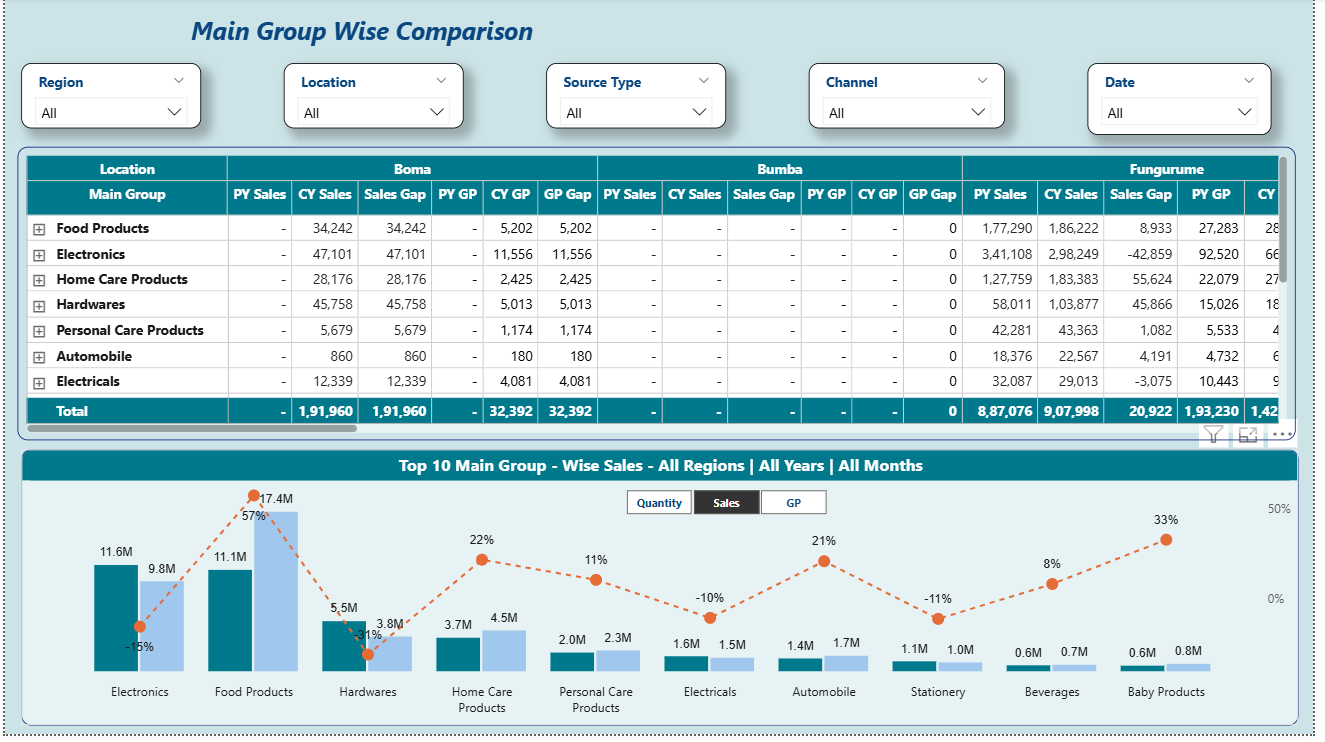 Main Group Wise Comparison
Region Location Source Type Channel Date
All All All All All
Location Boma Bumba Fungurume
Main Group PY Sales CY Sales Sales Gap PY GP CY GP GP Gap PY Sales CY Sales Sales Gap PY GP CY GP GP Gap PY Sales CY Sales Sales Gap PY GP CY
Food Products - 34,242 34,242 - 5,202 5,202 - - - - - 0 1,77,290 1,86,222 8,933 27,283 28
Electronics - 47,101 47,101 - 11,556 11,556 - - - - - 0 3,41,108 2,98,249 -42,859 92,520 66
Home Care Products - 28,176 28,176 - 2,425 2,425 - - - - - 0 1,27,759 1,83,383 55,624 22,079 27
Hardwares - 45,758 45,758 - 5,013 5,013 - - - - - 0 58,011 1,03,877 45,866 15,026 18
Personal Care Products - 5,679 5,679 - 1,174 1,174 - - - - - 0 42,281 43,363 1,082 5,533 4
Automobile - 860 860 - 180 180 - - - - - 0 18,376 22,567 4,191 4,732 6
Electricals - 12,339 12,339 - 4,081 4,081 - - - - - 0 32,087 29,013 -3,075 10,443 9
Total - 1,91,960 1,91,960 - 32,392 32,392 - - - - - 0 8,87,076 9,07,998 20,922 1,93,230 1,42
Top 10 Main Group - Wise Sales - All Regions | All Years | All Months
Quantity Sales GP
50%
0%
11.6M 9.8M 11.1M 17.4M 5.5M 3.8M 3.7M 4.5M 2.0M 2.3M 1.6M 1.5M 1.4M 1.7M 1.1M 1.0M 0.6M 0.7M 0.6M 0.8M
-15% 57% -31% 22% 11% -10% 21% -11% 8% 33%
Electronics Food Products Hardwares Home Care Personal Care Electricals Automobile Stationery Beverages Baby Products
Products Products